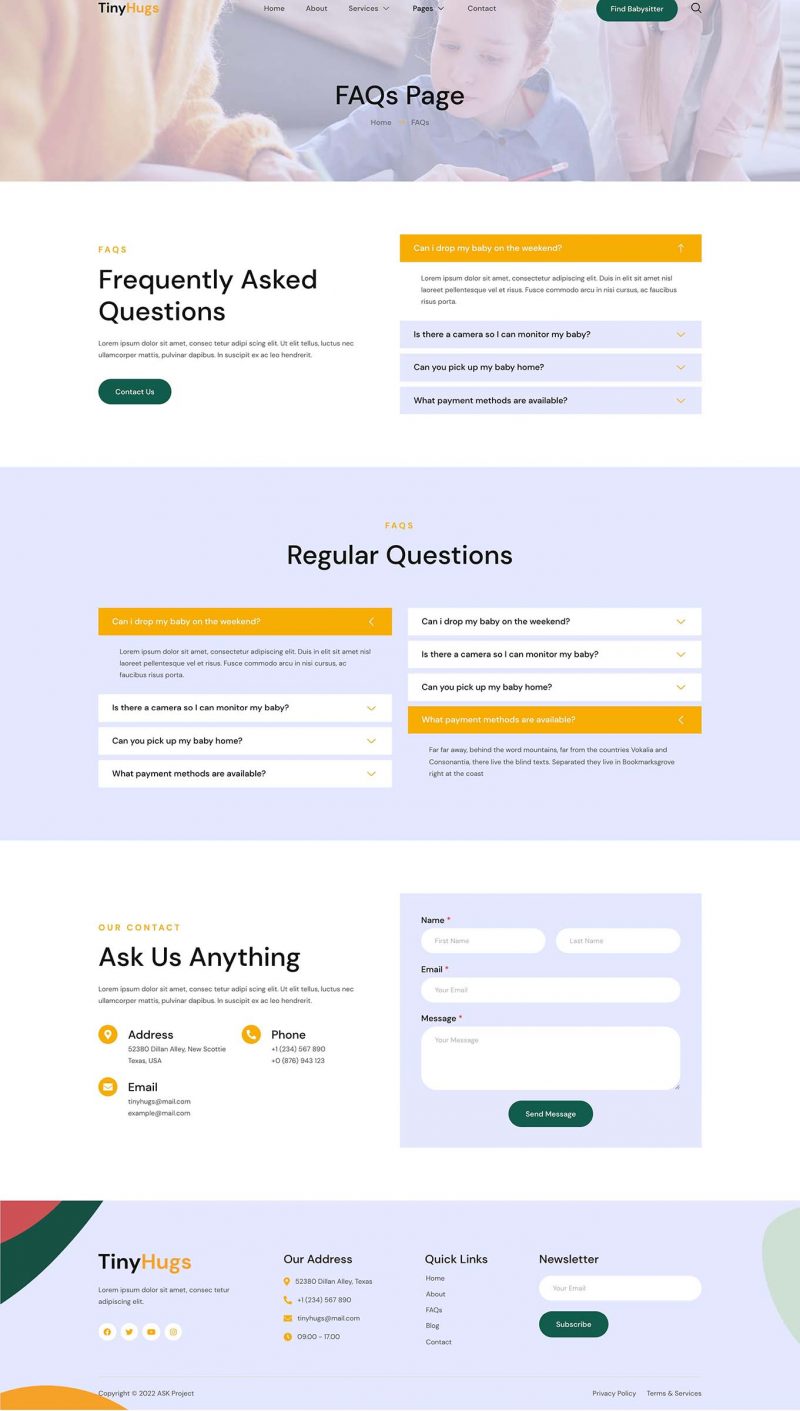 TinyHugs
Home
About
Services
Pages
Contact
Find Babysitter
FAQs Page
Home
FAQs
FAQS
Frequently Asked
Questions
Lorem ipsum dolor sit amet, consectetur adipi scing elit. Ut elit tellus, luctus nec
ullamcorper mattis, pulvinar dapibus. In suscipit ex ac leo hendrerit.
Contact Us
Can i drop my baby on the weekend?
Lorem ipsum dolor sit amet, consectetur adipiscing elit. Duis in elit sit amet nisl
laoreet pellentesque vel et risus. Fusce commodo arcu in nisi cursus, ac faucibus
risus porta.
Is there a camera so I can monitor my baby?
Can you pick up my baby home?
What payment methods are available?
FAQS
Regular Questions
Can i drop my baby on the weekend?
Lorem ipsum dolor sit amet, consectetur adipiscing elit. Duis in elit sit amet nisl
laoreet pellentesque vel et risus. Fusce commodo arcu in nisi cursus, ac
faucibus risus porta.
Is there a camera so I can monitor my baby?
Can you pick up my baby home?
What payment methods are available?
Can i drop my baby on the weekend?
Is there a camera so I can monitor my baby?
Can you pick up my baby home?
What payment methods are available?
Far far away, behind the word mountains, far from the countries Vokalia and
Consonantia, there live the blind texts. Separated they live in Bookmarksgrove
right at the coast
OUR CONTACT
Ask Us Anything
Lorem ipsum dolor sit amet, consec tetur adipiscing elit. Ut elit tellus, luctus nec
ullamcorper mattis, pulvinar dapibus. In suscipit ex ac leo hendrerit.
Address
52380 Dillan Alley, New Scottie
Texas, USA
Phone
+1 (234) 567 890
+0 (876) 943 123
Email
tinyhugs@mail.com
example@mail.com
Name *
First Name
Last Name
Email *
Your Email
Message *
Your Message
Send Message
TinyHugs
Lorem ipsum dolor sit amet, consec tetur
adipiscing elit.
Our Address
52380 Dillan Alley, Texas
+1 (234) 567 890
tinyhugs@mail.com
09.00 - 17.00
Quick Links
Home
About
FAQs
Blog
Contact
Newsletter
Your Email
Subscribe
Copyright © 2022 ASK Project
Privacy Policy
Terms & Services